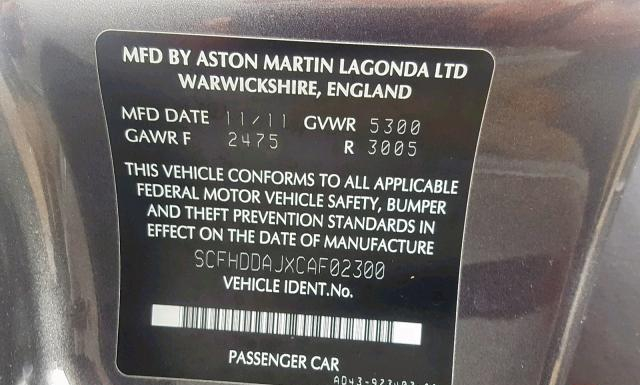 MFD BY ASTON MARTIN LAGONDA LTD
WARWICKSHIRE, ENGLAND
MFD DATE 11/11 GVWR 5300
GAWR F 2475 R 3005
THIS VEHICLE CONFORMS TO ALL APPLICABLE
FEDERAL MOTOR VEHICLE SAFETY, BUMPER
AND THEFT PREVENTION STANDARDS IN
EFFECT ON THE DATE OF MANUFACTURE
SCFHDDAJXCAF02300
VEHICLE IDENT.No.
PASSENGER CAR